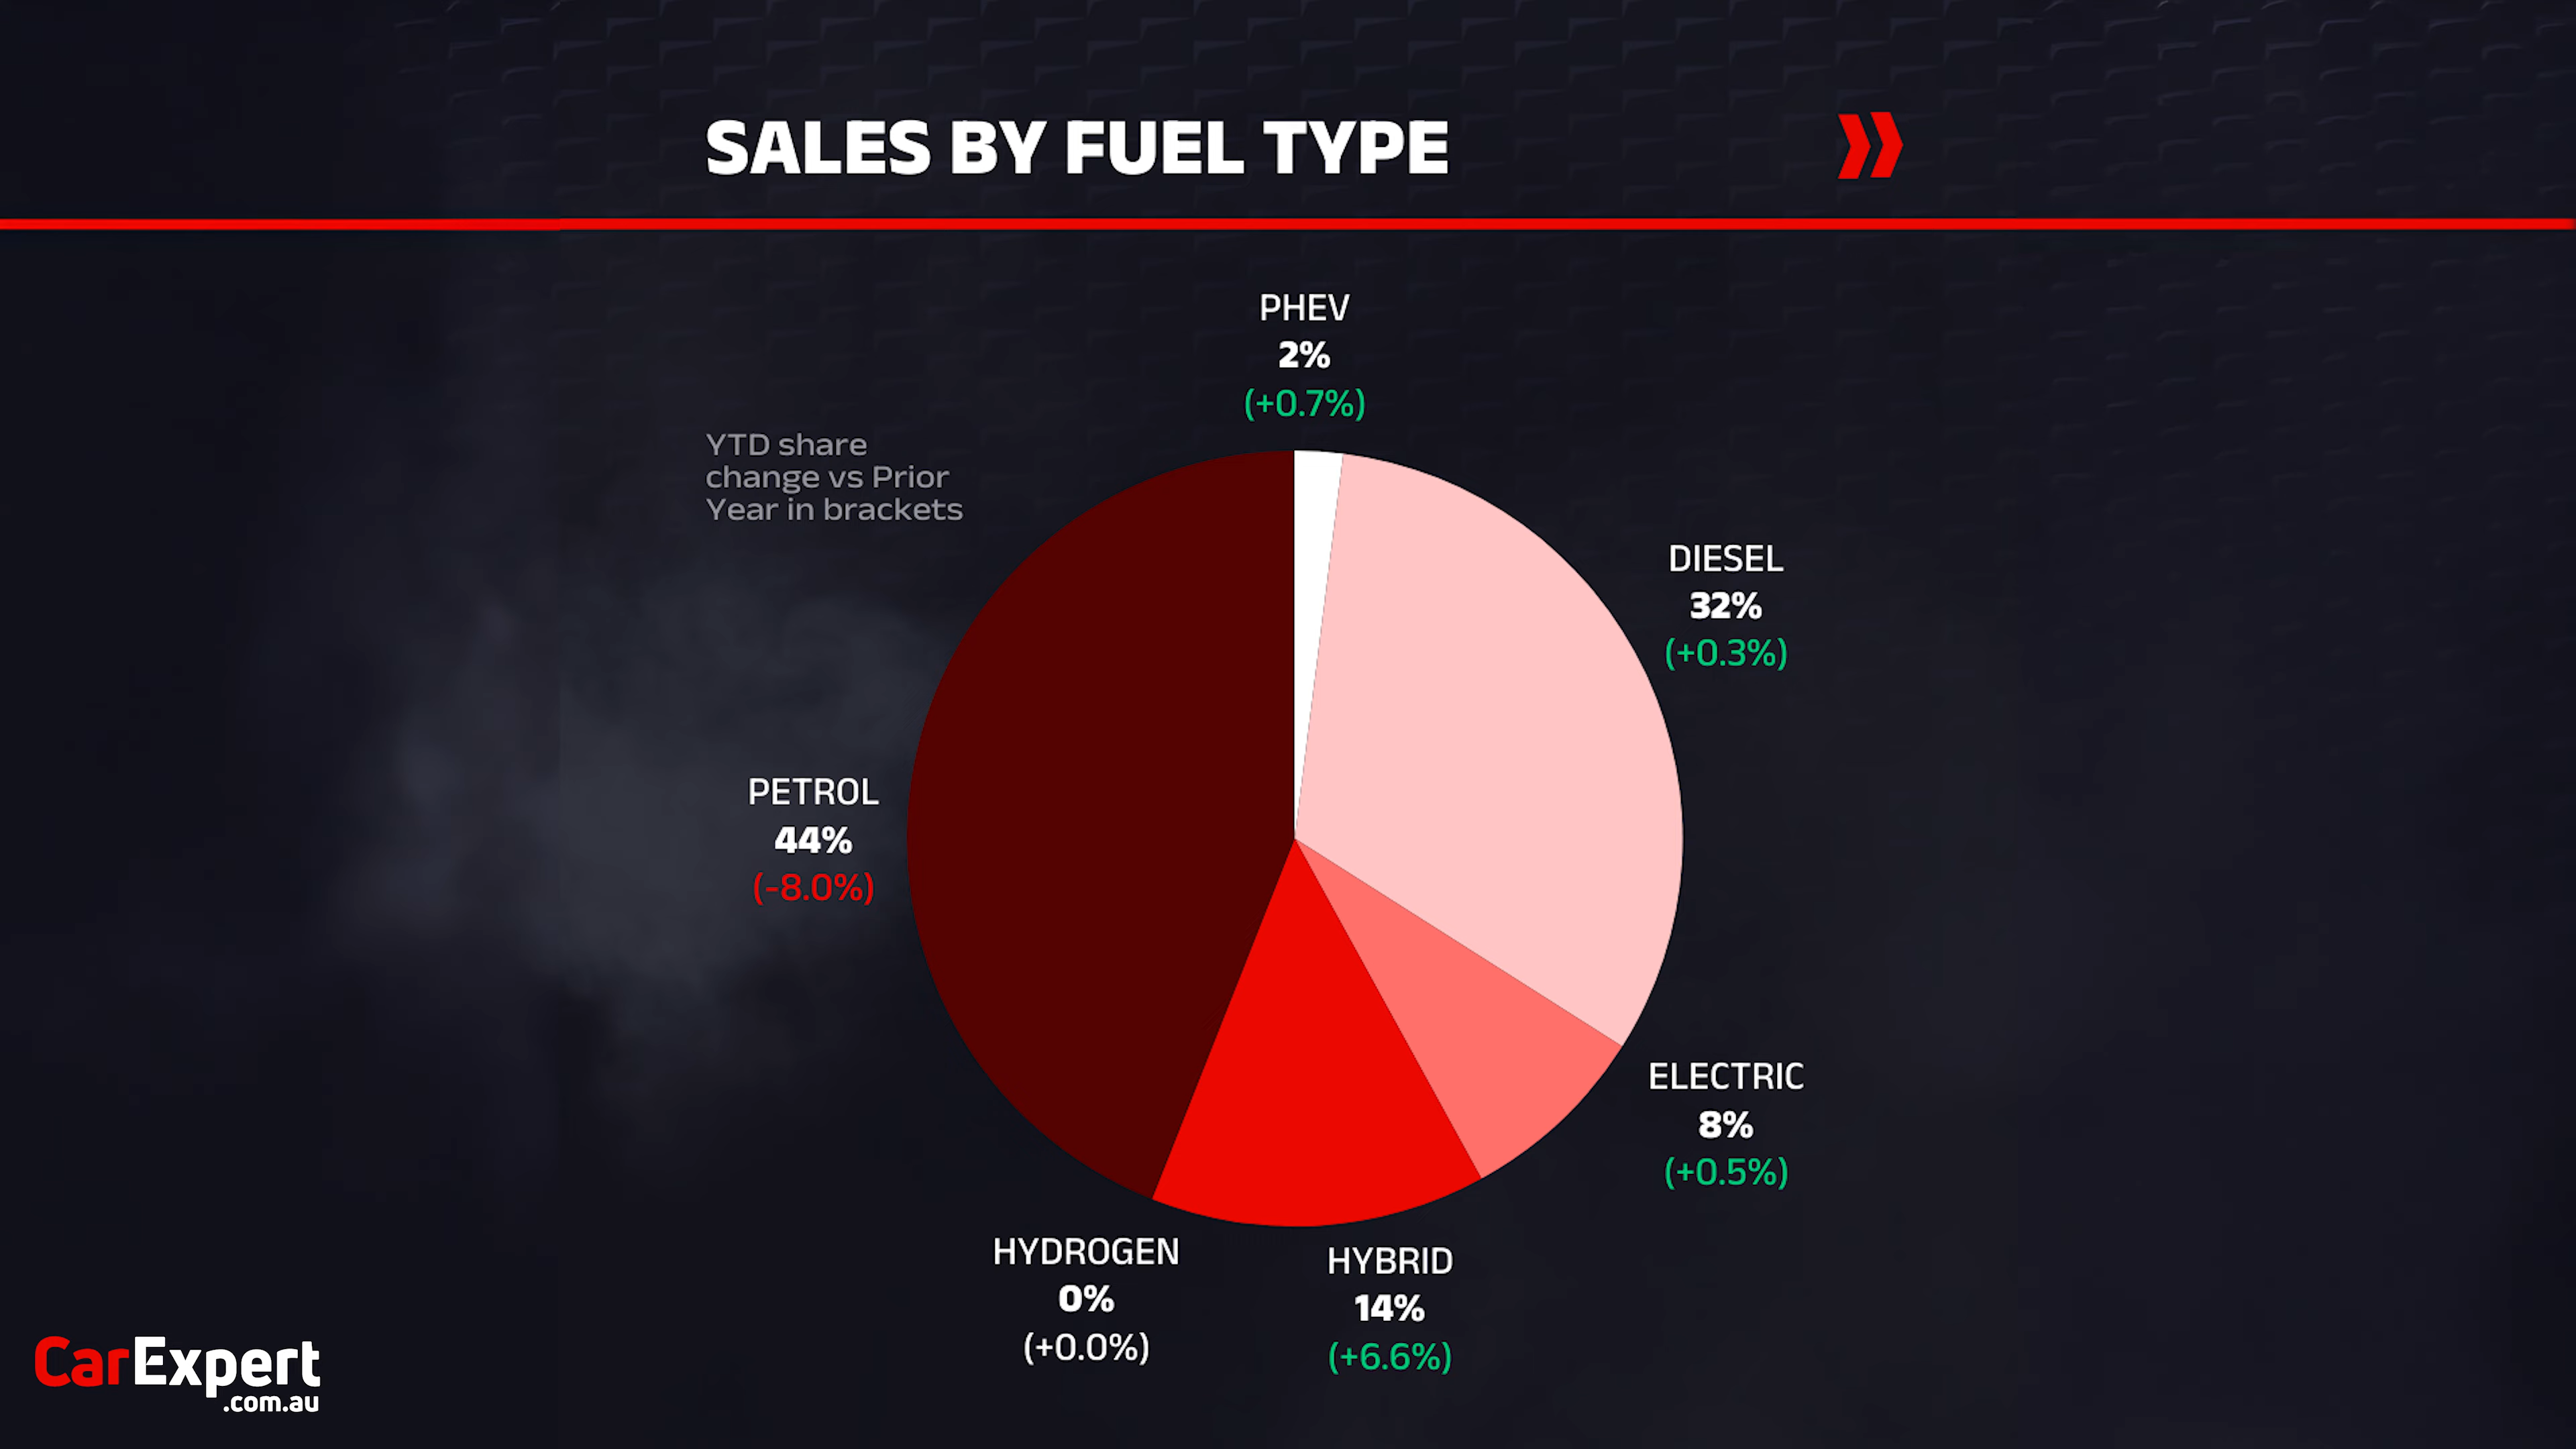 SALES BY FUEL TYPE
PHEV
2%
(+0.7%)
YTD share
change vs Prior
Year in brackets
DIESEL
32%
(+0.3%)
PETROL
44%
(-8.0%)
ELECTRIC
8%
(+0.5%)
HYDROGEN
0%
(+0.0%)
HYBRID
14%
(+6.6%)
CarExpert
.com.au